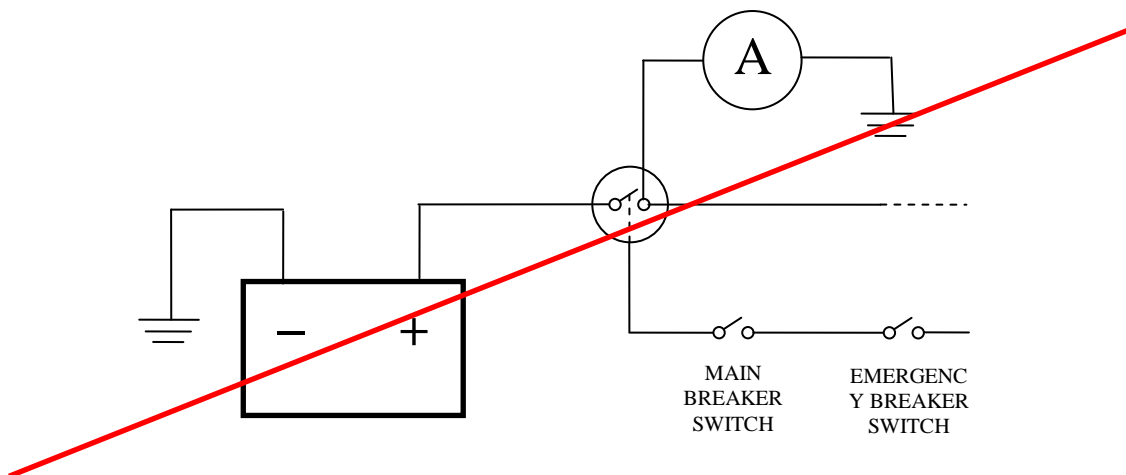 A
− +
MAIN
BREAKER
SWITCH
EMERGENC
Y BREAKER
SWITCH